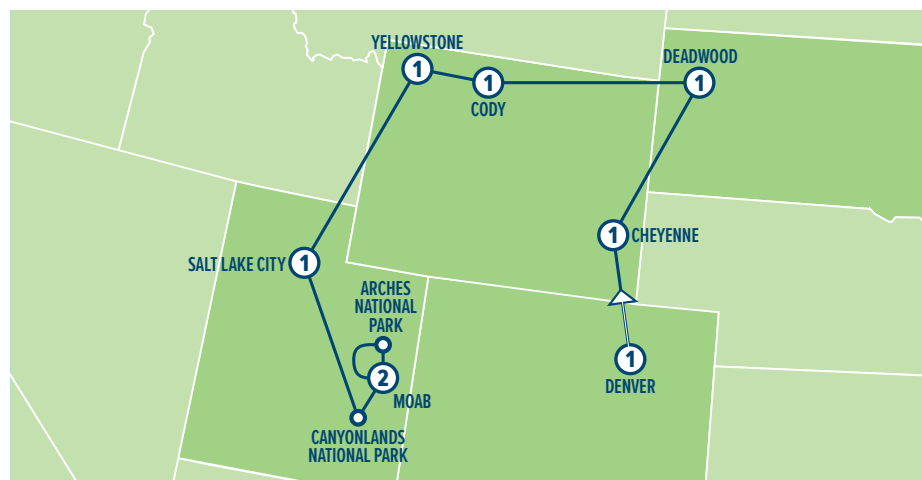 YELLOWSTONE
1
1
CODY
DEADWOOD
1
1
CHEYENNE
SALT LAKE CITY
1
ARCHES
NATIONAL
PARK
2
MOAB
1
DENVER
CANYONLANDS
NATIONAL PARK